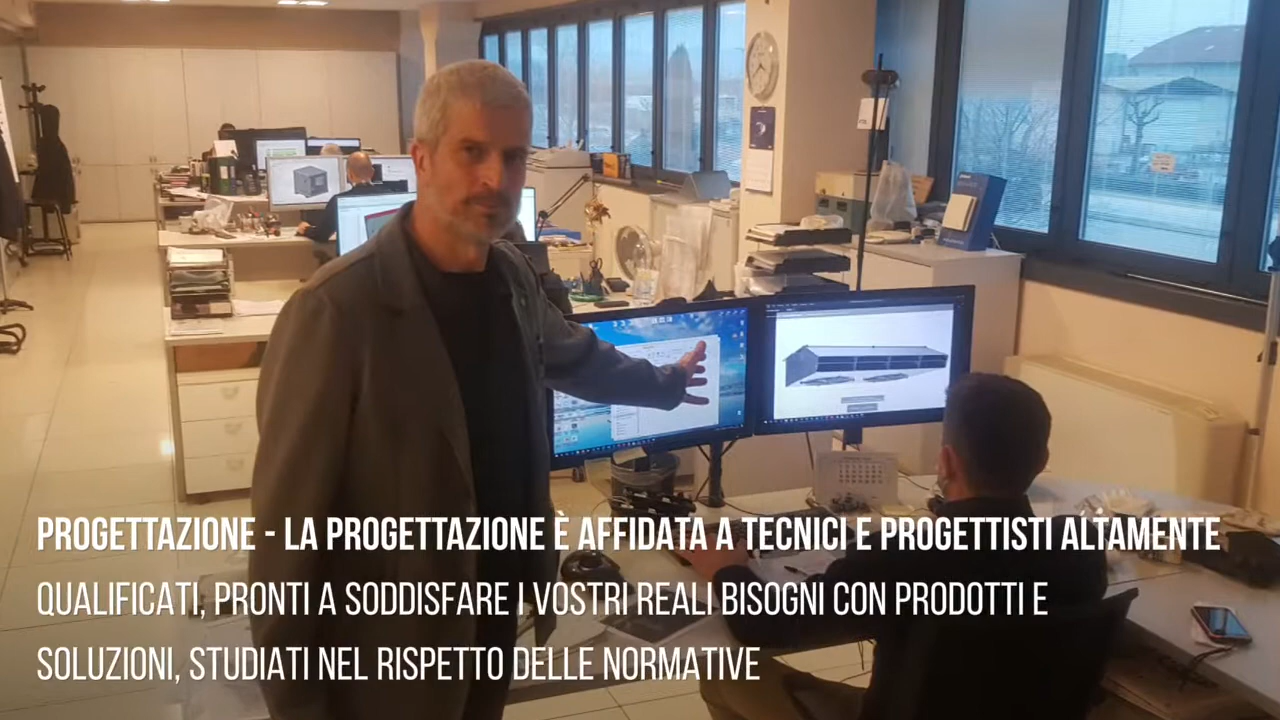 PROGETTAZIONE - LA PROGETTAZIONE È AFFIDATA A TECNICI E PROGETTISTI ALTAMENTE
QUALIFICATI, PRONTI A SODDISFARE I VOSTRI REALI BISOGNI CON PRODOTTI E
SOLUZIONI, STUDIATI NEL RISPETTO DELLE NORMATIVE